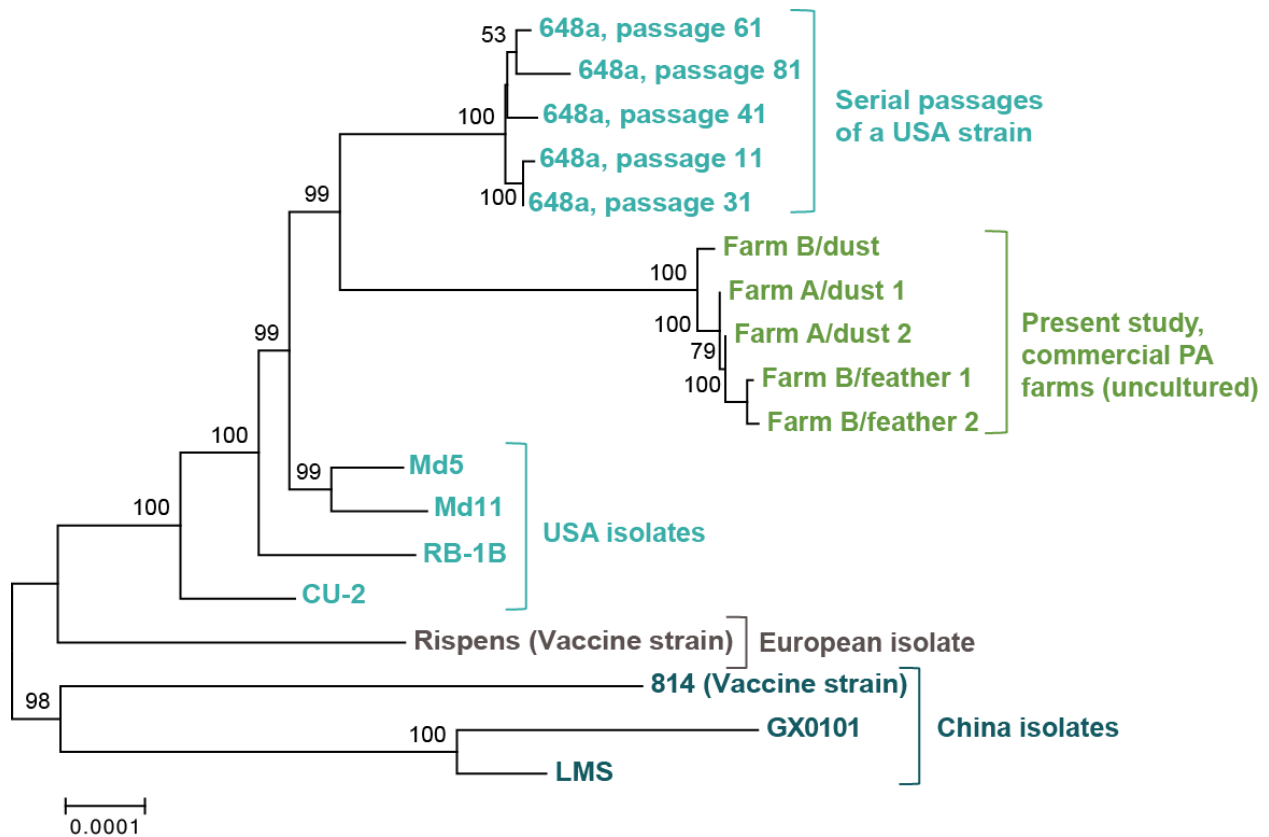 53
648a, passage 61
648a, passage 81
100
648a, passage 41
648a, passage 11
100
648a, passage 31
Serial passages
of a USA strain
99
100
Farm B/dust
Farm A/dust 1
100
Farm A/dust 2
79
100
Farm B/feather 1
Farm B/feather 2
Present study,
commercial PA
farms (uncultured)
99
100
99
Md5
Md11
100
RB-1B
CU-2
USA isolates
Rispens (Vaccine strain)
European isolate
98
814 (Vaccine strain)
100
GX0101
LMS
China isolates
0.0001